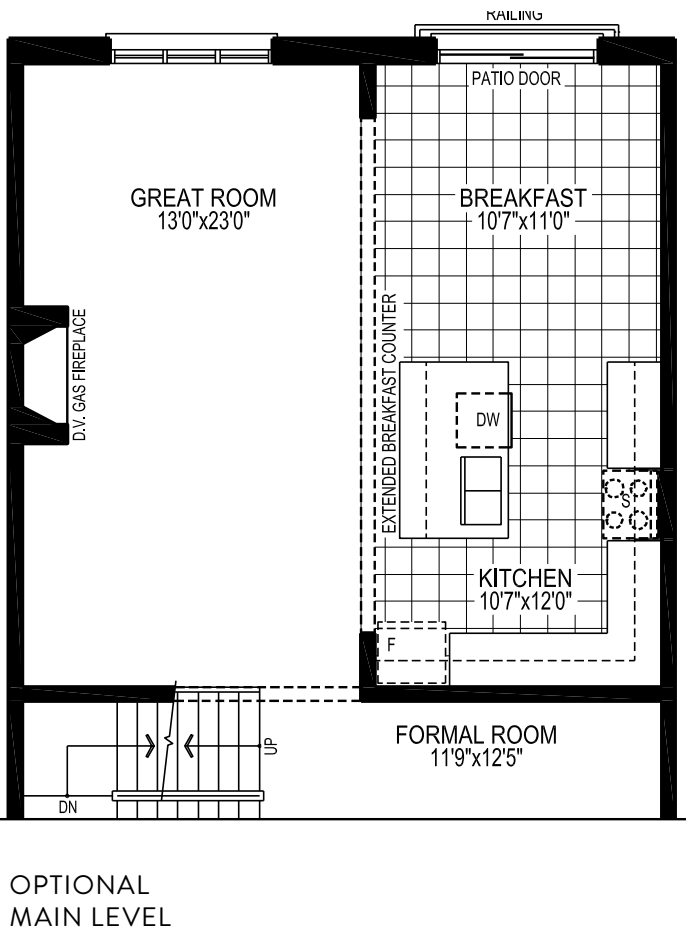 RAILING
PATIO DOOR
GREAT ROOM
13'0"x23'0"
BREAKFAST
10'7"x11'0"
D.V. GAS FIREPLACE
EXTENDED BREAKFAST COUNTER
DW
S
KITCHEN
10'7"x12'0"
F
FORMAL ROOM
11'9"x12'5"
UP
DN
OPTIONAL
MAIN LEVEL